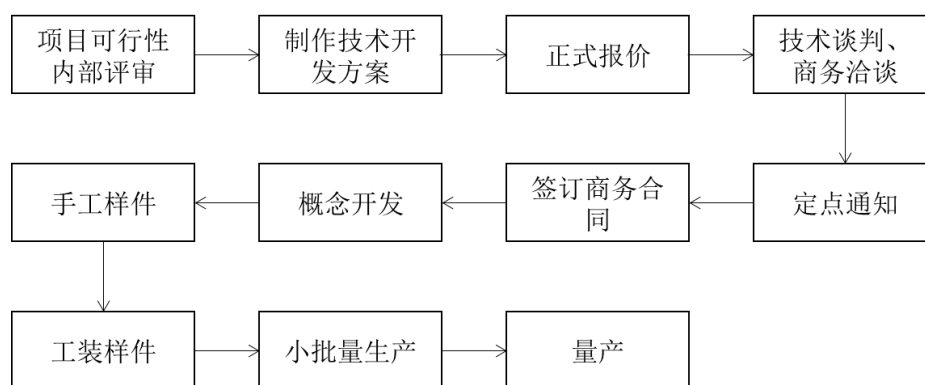 项目可行性
内部评审
制作技术开
发方案
正式报价
技术谈判、
商务洽谈
定点通知
签订商务合
同
概念开发
手工样件
工装样件
小批量生产
量产